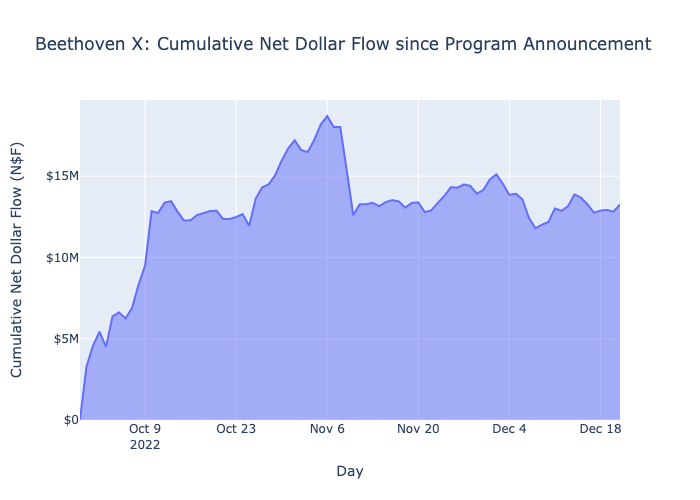 Beethoven X: Cumulative Net Dollar Flow since Program Announcement
Cumulative Net Dollar Flow (N$F)
$15M
$10M
$5M
$0
Oct 9
2022
Oct 23
Nov 6
Nov 20
Dec 4
Dec 18
Day